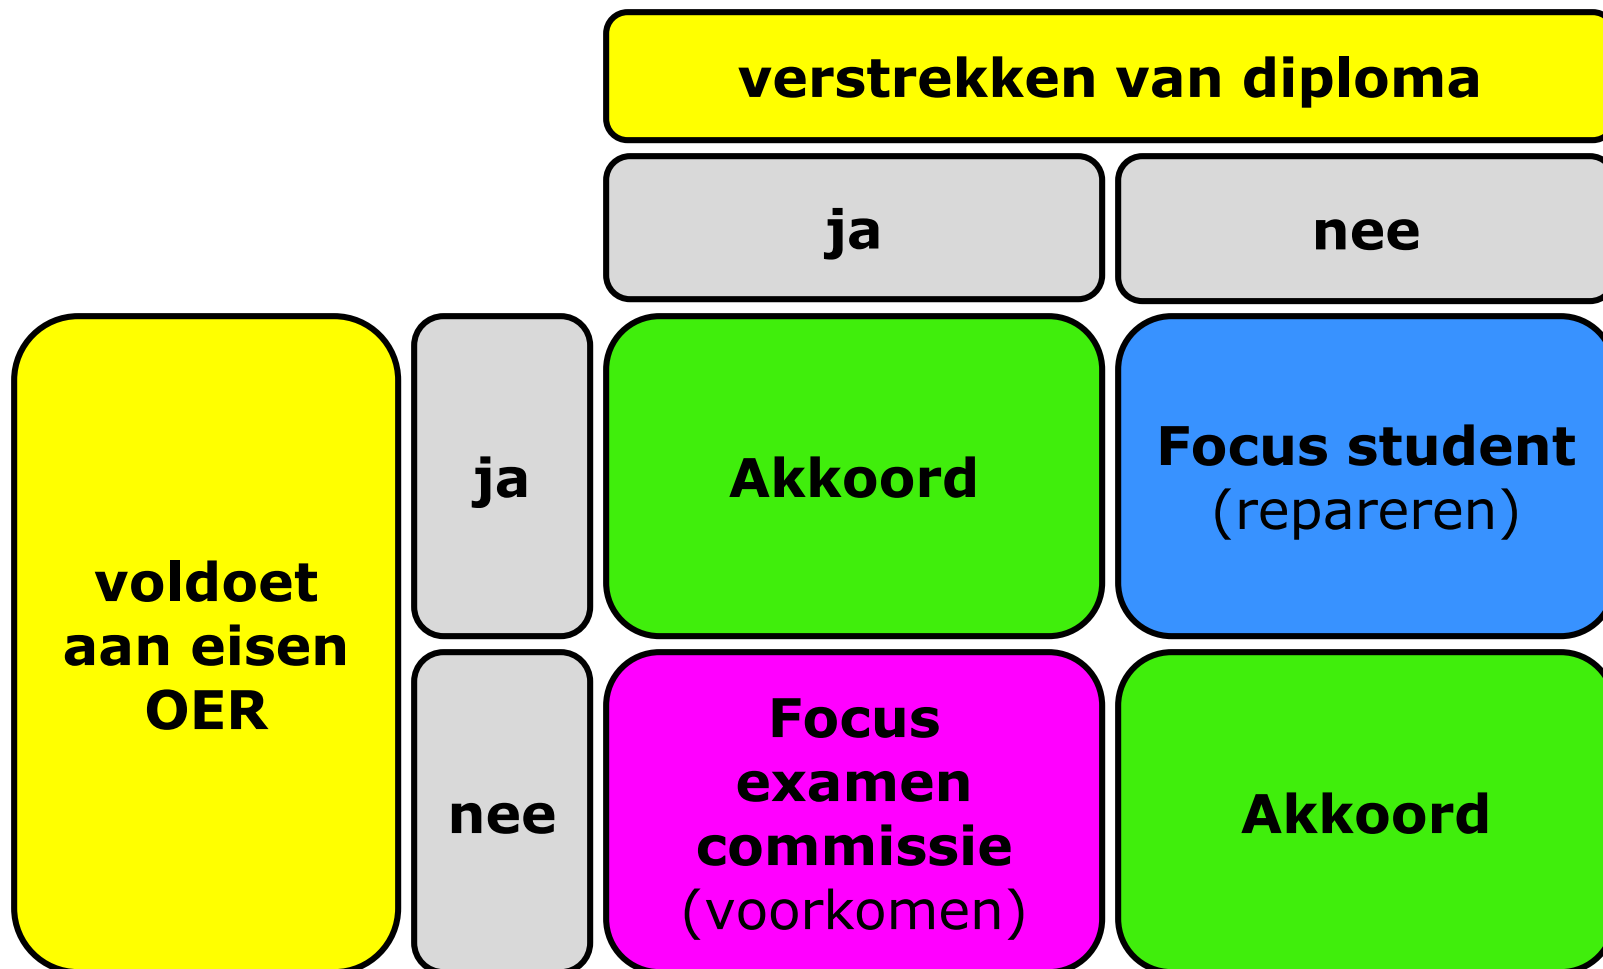 verstrekken van diploma
ja
nee
voldoet
aan eisen
OER
ja
Akkoord
Focus student
(repareren)
nee
Focus
examen
commissie
(voorkomen)
Akkoord